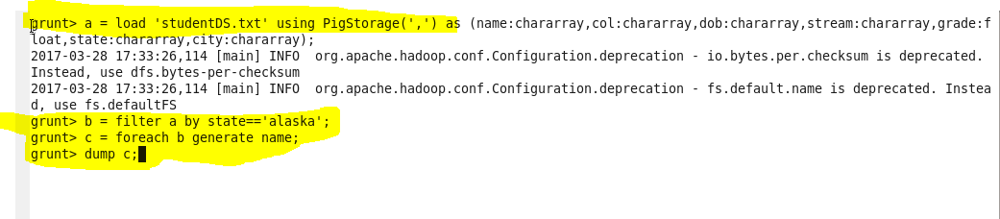 grunt> a = load 'studentDS.txt' using PigStorage(',') as (name:chararray,col:chararray,dob:chararray,stream:chararray,grade:f
loat,state:chararray,city:chararray);
2017-03-28 17:33:26,114 [main] INFO  org.apache.hadoop.conf.Configuration.deprecation - io.bytes.per.checksum is deprecated.
Instead, use dfs.bytes-per-checksum
2017-03-28 17:33:26,114 [main] INFO  org.apache.hadoop.conf.Configuration.deprecation - fs.default.name is deprecated. Instea
d, use fs.defaultFS
grunt> b = filter a by state=='alaska';
grunt> c = foreach b generate name;
grunt> dump c;